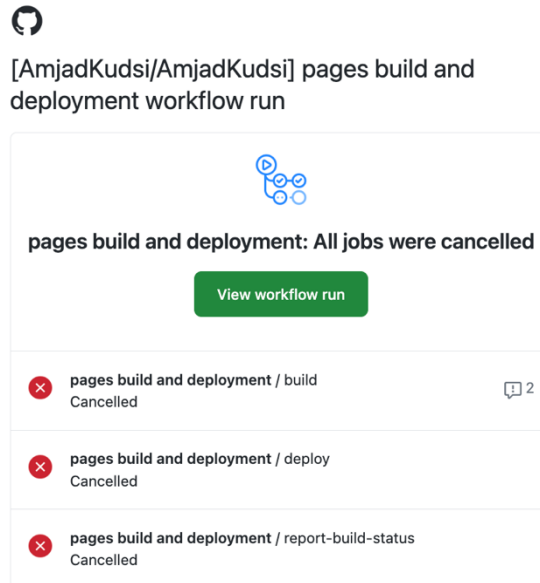 [AmjadKudsi/AmjadKudsi] pages build and
deployment workflow run
pages build and deployment: All jobs were cancelled
View workflow run
pages build and deployment / build
Cancelled
2
pages build and deployment / deploy
Cancelled
pages build and deployment / report-build-status
Cancelled